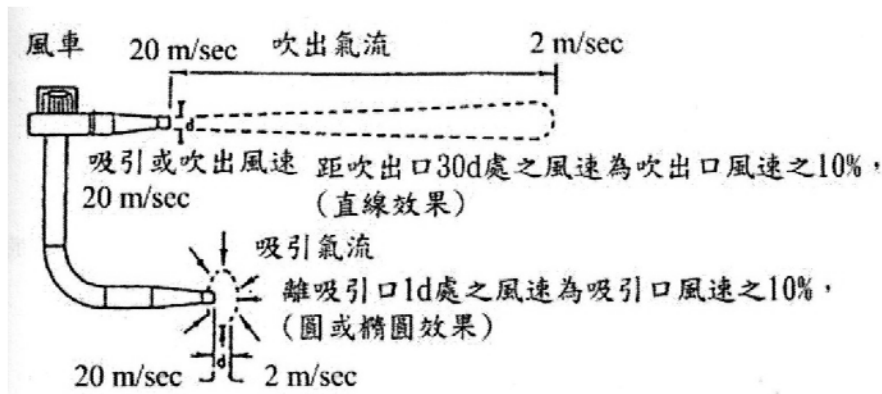 風車 20 m/sec 吹出氣流 2 m/sec
d
吸引或吹出風速 距吹出口30d處之風速為吹出口風速之10%，
20 m/sec （直線效果）
吸引氣流
離吸引口1d處之風速為吸引口風速之10%，
（圓或橢圓效果）
d
20 m/sec 2 m/sec